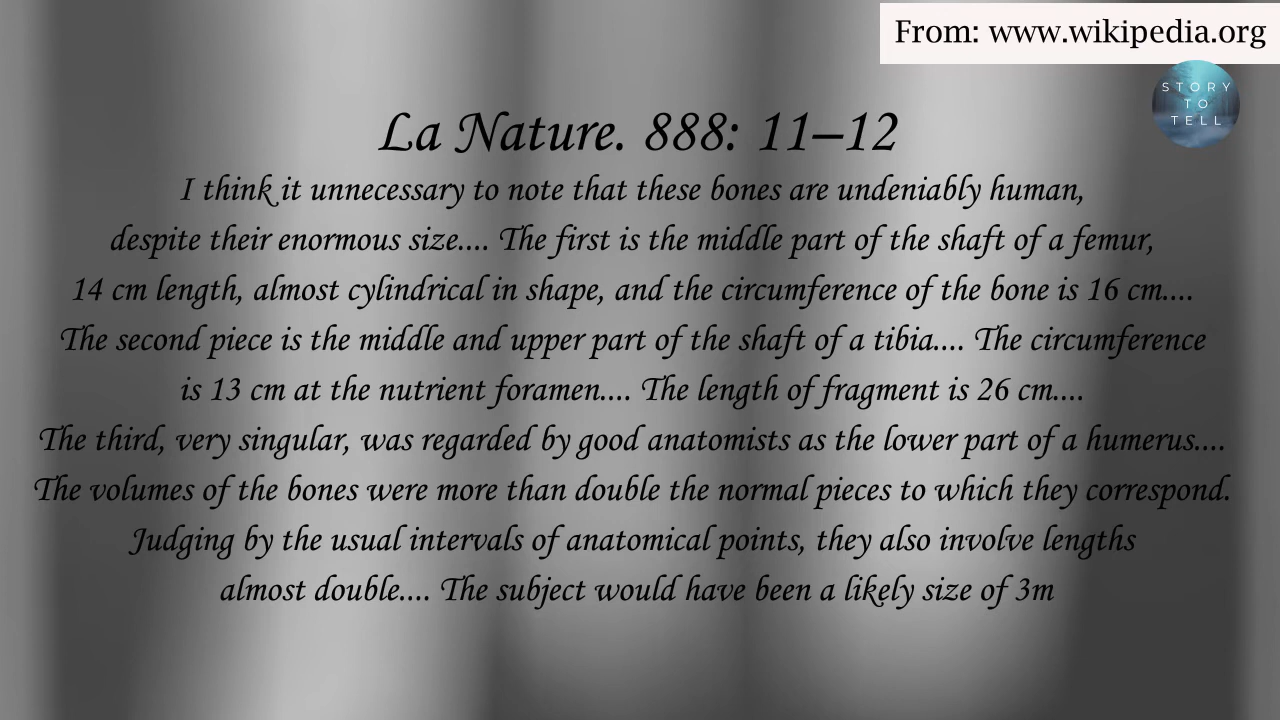 From: www.wikipedia.org
STORY
TO
TELL
La Nature. 888: 11–12
I think it unnecessary to note that these bones are undeniably human,
despite their enormous size.... The first is the middle part of the shaft of a femur,
14 cm length, almost cylindrical in shape, and the circumference of the bone is 16 cm....
The second piece is the middle and upper part of the shaft of a tibia.... The circumference
is 13 cm at the nutrient foramen.... The length of fragment is 26 cm....
The third, very singular, was regarded by good anatomists as the lower part of a humerus....
The volumes of the bones were more than double the normal pieces to which they correspond.
Judging by the usual intervals of anatomical points, they also involve lengths
almost double.... The subject would have been a likely size of 3m